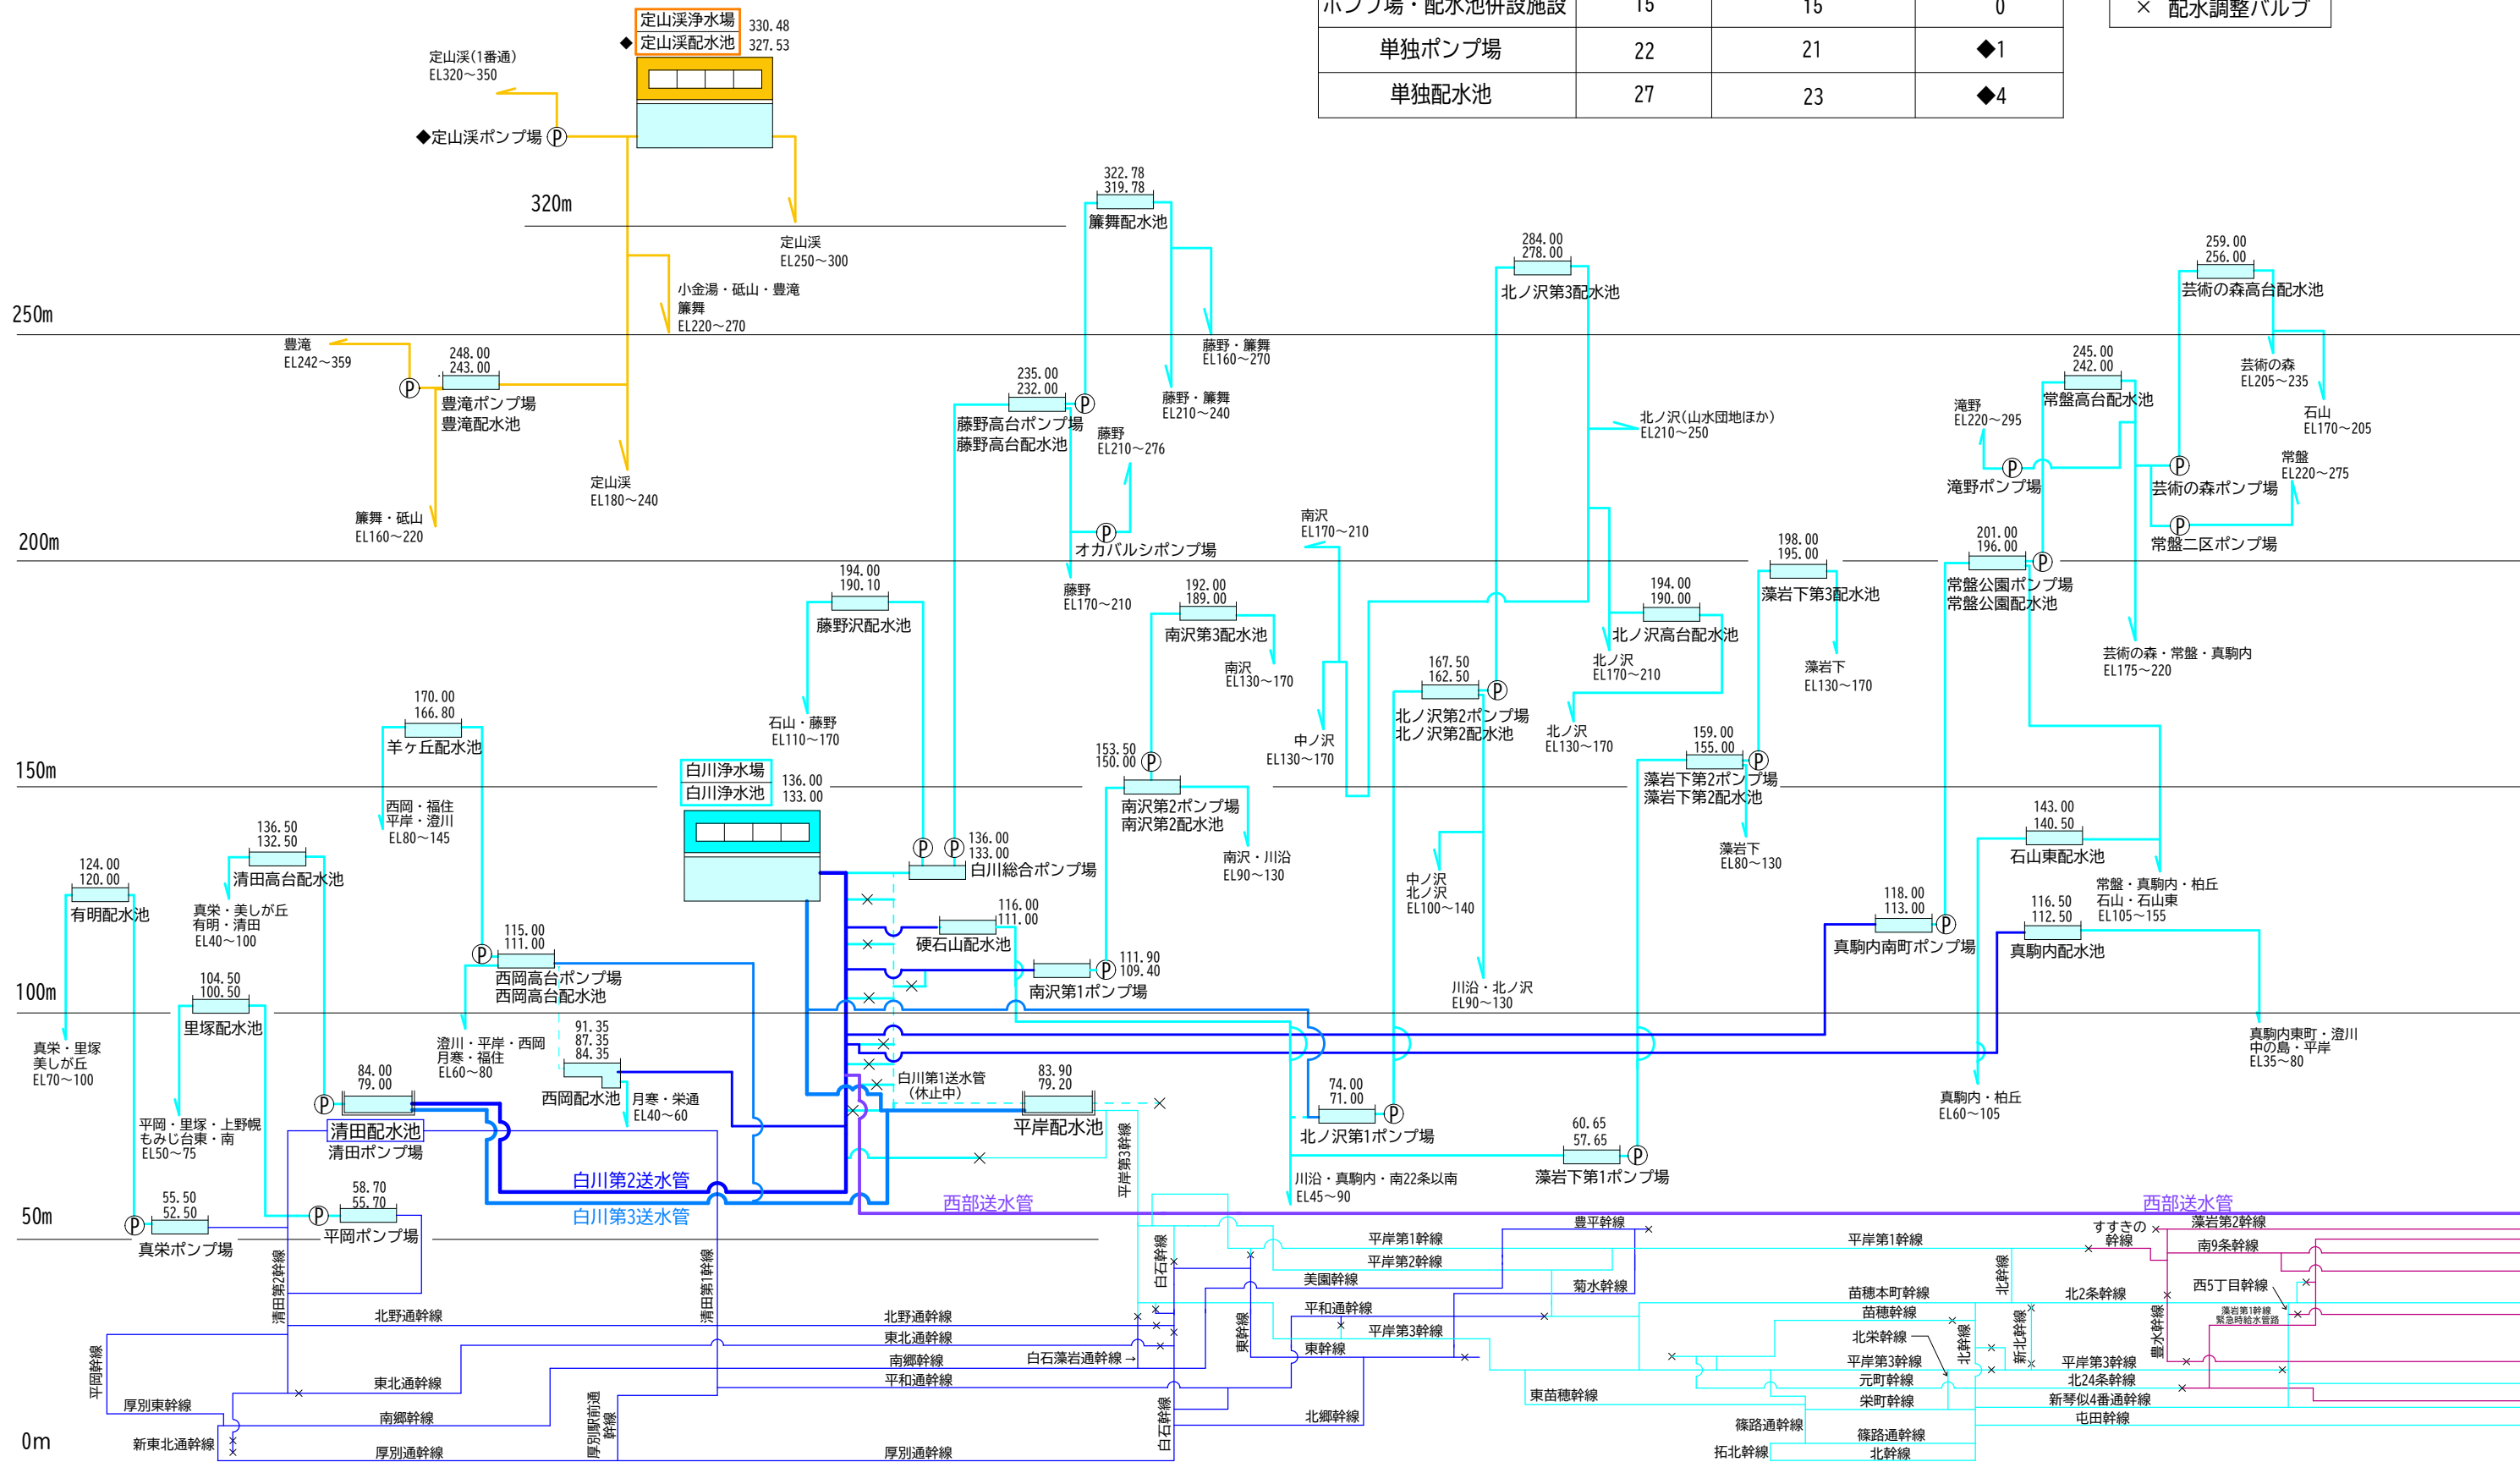 定山渓浄水場
定山渓配水池
330.48
327.53
◆
定山渓(1番通)
EL320～350
◆定山渓ポンプ場
P
ポンプ場・配水池併設施設 15 15 0
単独ポンプ場 22 21 ◆1
単独配水池 27 23 ◆4
× 配水調整バルブ
320m
定山渓
EL250～300
小金湯・砥山・豊滝
簾舞
EL220～270
322.78
319.78
簾舞配水池
284.00
278.00
北ノ沢第3配水池
259.00
256.00
芸術の森高台配水池
250m
豊滝
EL242～359
248.00
243.00
P
豊滝ポンプ場
豊滝配水池
藤野・簾舞
EL160～270
235.00
232.00
P
藤野高台ポンプ場
藤野高台配水池
藤野・簾舞
EL210～240
藤野
EL210～276
北ノ沢(山水団地ほか)
EL210～250
245.00
242.00
常盤高台配水池
芸術の森
EL205～235
石山
EL170～205
滝野
EL220～295
P
滝野ポンプ場
P
芸術の森ポンプ場
常盤
EL220～275
P
常盤二区ポンプ場
定山渓
EL180～240
簾舞・砥山
EL160～220
P
オカバルシポンプ場
南沢
EL170～210
200m
194.00
190.10
藤野沢配水池
藤野
EL170～210
192.00
189.00
南沢第3配水池
南沢
EL130～170
194.00
190.00
北ノ沢高台配水池
北ノ沢
EL170～210
198.00
195.00
藻岩下第3配水池
藻岩下
EL130～170
201.00
196.00
P
常盤公園ポンプ場
常盤公園配水池
芸術の森・常盤・真駒内
EL175～220
170.00
166.80
羊ヶ丘配水池
石山・藤野
EL110～170
167.50
162.50
P
北ノ沢第2ポンプ場
北ノ沢第2配水池
中ノ沢
EL130～170
北ノ沢
EL130～170
150m
白川浄水場
白川浄水池
136.00
133.00
153.50
150.00
P
南沢第2ポンプ場
南沢第2配水池
159.00
155.00
P
藻岩下第2ポンプ場
藻岩下第2配水池
西岡・福住
平岸・澄川
EL80～145
136.50
132.50
清田高台配水池
124.00
120.00
有明配水池
真栄・美しが丘
有明・清田
EL40～100
P
P
136.00
133.00
白川総合ポンプ場
南沢・川沿
EL90～130
中ノ沢
北ノ沢
EL100～140
藻岩下
EL80～130
143.00
140.50
石山東配水池
常盤・真駒内・柏丘
石山・石山東
EL105～155
115.00
111.00
P
西岡高台ポンプ場
西岡高台配水池
116.00
111.00
硬石山配水池
111.90
109.40
P
南沢第1ポンプ場
118.00
113.00
P
真駒内南町ポンプ場
116.50
112.50
真駒内配水池
川沿・北ノ沢
EL90～130
100m
104.50
100.50
里塚配水池
真栄・里塚
美しが丘
EL70～100
澄川・平岸・西岡
月寒・福住
EL60～80
91.35
87.35
84.35
西岡配水池
月寒・栄通
EL40～60
真駒内東町・澄川
中の島・平岸
EL35～80
84.00
79.00
P
清田配水池
清田ポンプ場
白川第1送水管
(休止中)
83.90
79.20
平岸配水池
74.00
71.00
P
北ノ沢第1ポンプ場
真駒内・柏丘
EL60～105
平岡・里塚・上野幌
もみじ台東・南
EL50～75
60.65
57.65
P
藻岩下第1ポンプ場
川沿・真駒内・南22条以南
EL45～90
平岸第3幹線
白川第2送水管
白川第3送水管
西部送水管
西部送水管
50m
55.50
52.50
P
真栄ポンプ場
58.70
55.70
P
平岡ポンプ場
清田第2幹線
清田第1幹線
白石幹線
東幹線
豊平幹線
平岸第1幹線
平岸第1幹線
平岸第2幹線
美園幹線
菊水幹線
すすきの
幹線
藻岩第2幹線
南9条幹線
北幹線
西5丁目幹線
苗穂本町幹線
北2条幹線
藻岩第1幹線
緊急時給水管路
北野通幹線
北野通幹線
平和通幹線
苗穂幹線
東北通幹線
平岸第3幹線
北栄幹線
北幹線
新北幹線
豊水幹線
平岡幹線
南郷幹線
白石藻岩通幹線→
東幹線
平岸第3幹線
平岸第3幹線
東北通幹線
平和通幹線
元町幹線
北24条幹線
厚別東幹線
東苗穂幹線
栄町幹線
新琴似4番通幹線
南郷幹線
厚別駅前通
幹線
白石幹線
北郷幹線
屯田幹線
篠路通幹線
0m
新東北通幹線
篠路通幹線
厚別通幹線
厚別通幹線
拓北幹線
北幹線